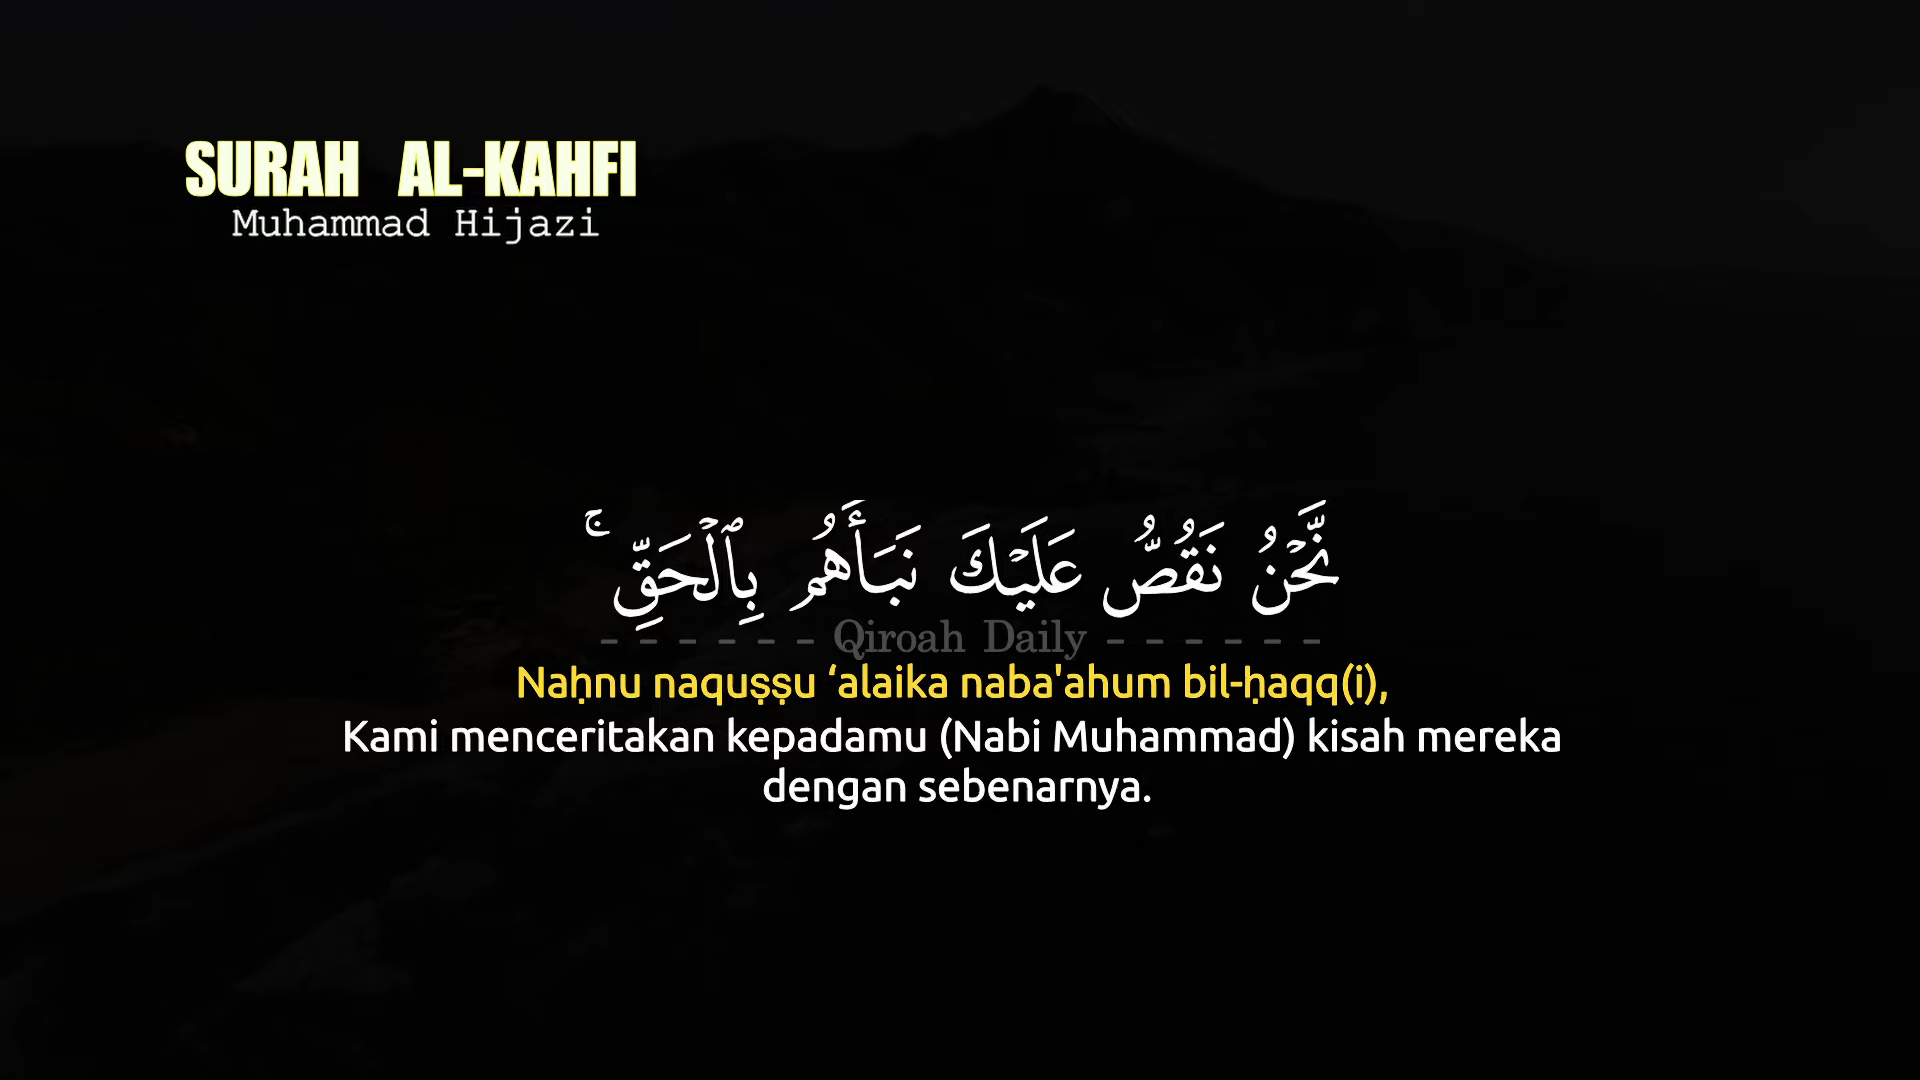 SURAH AL-KAHFI
Muhammad Hijazi
نَّحْنُ نَقُصُّ عَلَيْكَ نَبَأَهُم بِٱلْحَقِّ ۚ
- - - - - - Qiroah Daily - - - - - -
Naḥnu naquṣṣu ‘alaika naba'ahum bil-ḥaqq(i),
Kami menceritakan kepadamu (Nabi Muhammad) kisah mereka
dengan sebenarnya.